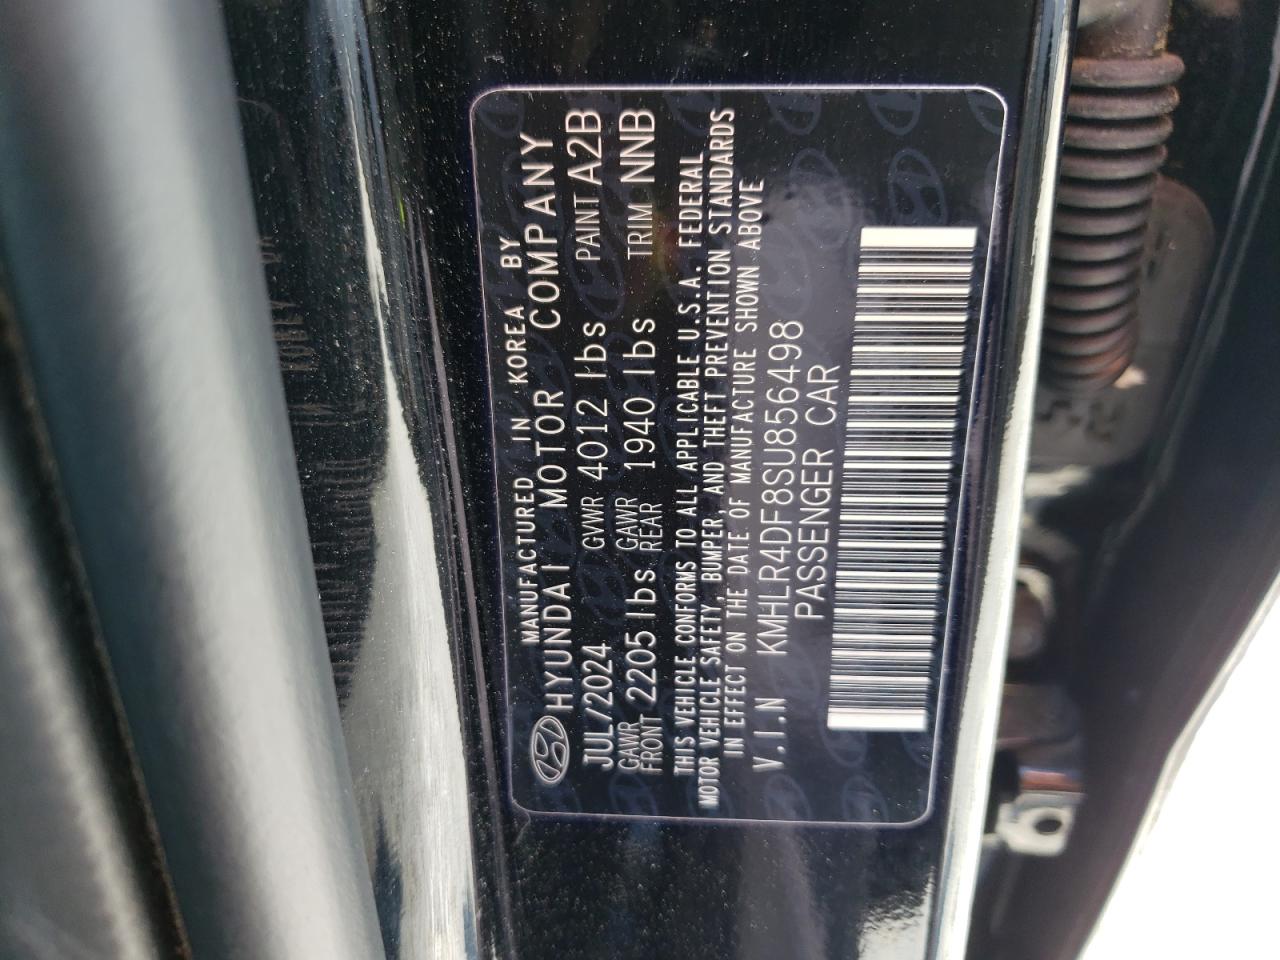 MANUFACTURED IN KOREA BY
HYUNDAI MOTOR COMPANY
JUL/2024 GVWR 4012 lbs PAINT A2B
GAWR FRONT 2205 lbs GAWR REAR 1940 lbs TRIM NNB
THIS VEHICLE CONFORMS TO ALL APPLICABLE U.S.A. FEDERAL
MOTOR VEHICLE SAFETY, BUMPER, AND THEFT PREVENTION STANDARDS
IN EFFECT ON THE DATE OF MANUFACTURE SHOWN ABOVE
V.I.N KMHLR4DF8SU856498
PASSENGER CAR